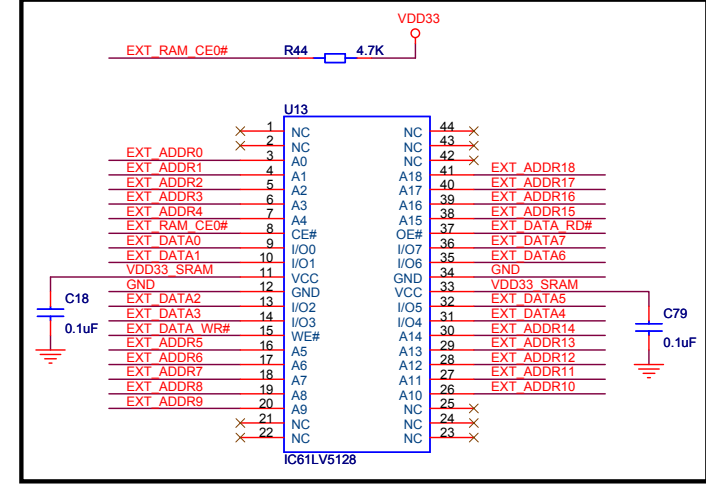 VDD33
EXT_RAM_CE0# R44 4.7K
U13
1 NC NC 44
2 NC NC 43
EXT_ADDR0 3 A0 NC 42
EXT_ADDR1 4 A1 A18 41 EXT_ADDR18
EXT_ADDR2 5 A2 A17 40 EXT_ADDR17
EXT_ADDR3 6 A3 A16 39 EXT_ADDR16
EXT_ADDR4 7 A4 A15 38 EXT_ADDR15
EXT_RAM_CE0# 8 CE# OE# 37 EXT_DATA_RD#
EXT_DATA0 9 I/O0 I/O7 36 EXT_DATA7
EXT_DATA1 10 I/O1 I/O6 35 EXT_DATA6
VDD33_SRAM 11 VCC GND 34 GND
GND 12 GND VCC 33 VDD33_SRAM
C18 EXT_DATA2 13 I/O2 I/O5 32 EXT_DATA5
EXT_DATA3 14 I/O3 I/O4 31 EXT_DATA4 C79
0.1uF EXT_DATA_WR# 15 WE# A14 30 EXT_ADDR14
EXT_ADDR5 16 A5 A13 29 EXT_ADDR13 0.1uF
EXT_ADDR6 17 A6 A12 28 EXT_ADDR12
EXT_ADDR7 18 A7 A11 27 EXT_ADDR11
EXT_ADDR8 19 A8 A10 26 EXT_ADDR10
EXT_ADDR9 20 A9 NC 25
21 NC NC 24
22 NC NC 23
IC61LV5128